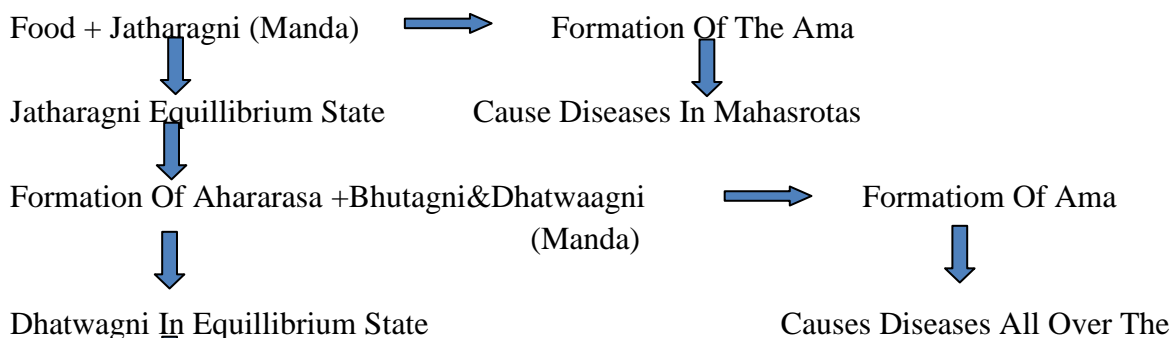 Food + Jatharagni (Manda) Formation Of The Ama
Jatharagni Equillibrium State Cause Diseases In Mahasrotas
Formation Of Ahararasa +Bhutagni&Dhatwaagni Formatiom Of Ama
(Manda)
Dhatwagni In Equillibrium State Causes Diseases All Over The